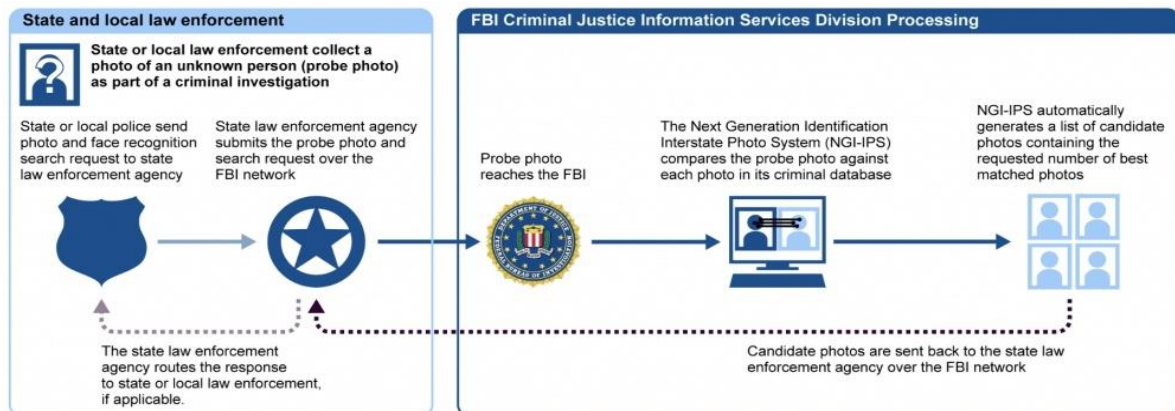 State and local law enforcement
State or local law enforcement collect a
photo of an unknown person (probe photo)
as part of a criminal investigation
State or local police send
photo and face recognition
search request to state
law enforcement agency
State law enforcement agency
submits the probe photo and
search request over the
FBI network
The state law enforcement
agency routes the response
to state or local law enforcement,
if applicable.
FBI Criminal Justice Information Services Division Processing
Probe photo
reaches the FBI
DEPARTMENT OF JUSTICE
FEDERAL BUREAU OF INVESTIGATION
The Next Generation Identification
Interstate Photo System (NGI-IPS)
compares the probe photo against
each photo in its criminal database
NGI-IPS automatically
generates a list of candidate
photos containing the
requested number of best
matched photos
Candidate photos are sent back to the state law
enforcement agency over the FBI network